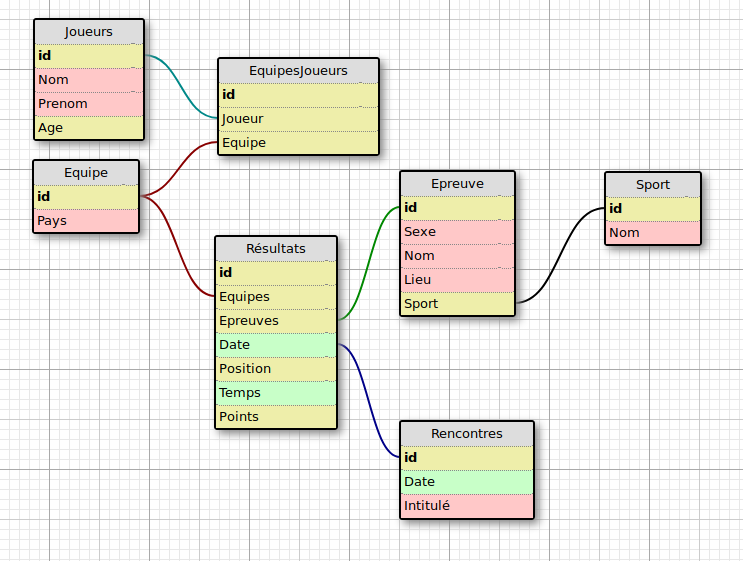 Joueurs
id
Nom
Prenom
Age
EquipesJoueurs
id
Joueur
Equipe
Equipe
id
Pays
Résultats
id
Equipes
Epreuves
Date
Position
Temps
Points
Epreuve
id
Sexe
Nom
Lieu
Sport
Sport
id
Nom
Rencontres
id
Date
Intitulé